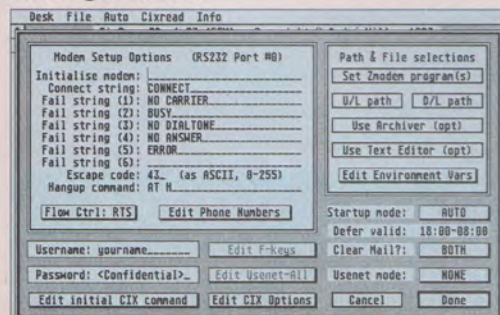 Desk File Auto Cixread Info
Modem Setup Options (RS232 Port #0)
Initialise modem:
Connect string: CONNECT
Fail string (1): NO CARRIER
Fail string (2): BUSY
Fail string (3): NO DIALTONE
Fail string (4): NO ANSWER
Fail string (5): ERROR
Fail string (6):
Escape code: 43_ (as ASCII, 0-255)
Hangup command: AT H
Flow Ctrl: RTS
Edit Phone Numbers
Path & File selections
Set Zmodem program(s)
U/L path
D/L path
Use Archiver (opt)
Use Text Editor (opt)
Edit Environment Vars
Startup mode: AUTO
Defer valid: 18:00-08:00
Username: yourname
Edit F-keys
Clear Mail?: BOTH
Password: <Confidential>_
Edit Usenet-All
Usenet mode: NONE
Edit initial CIX command
Edit CIX Options
Cancel
Done